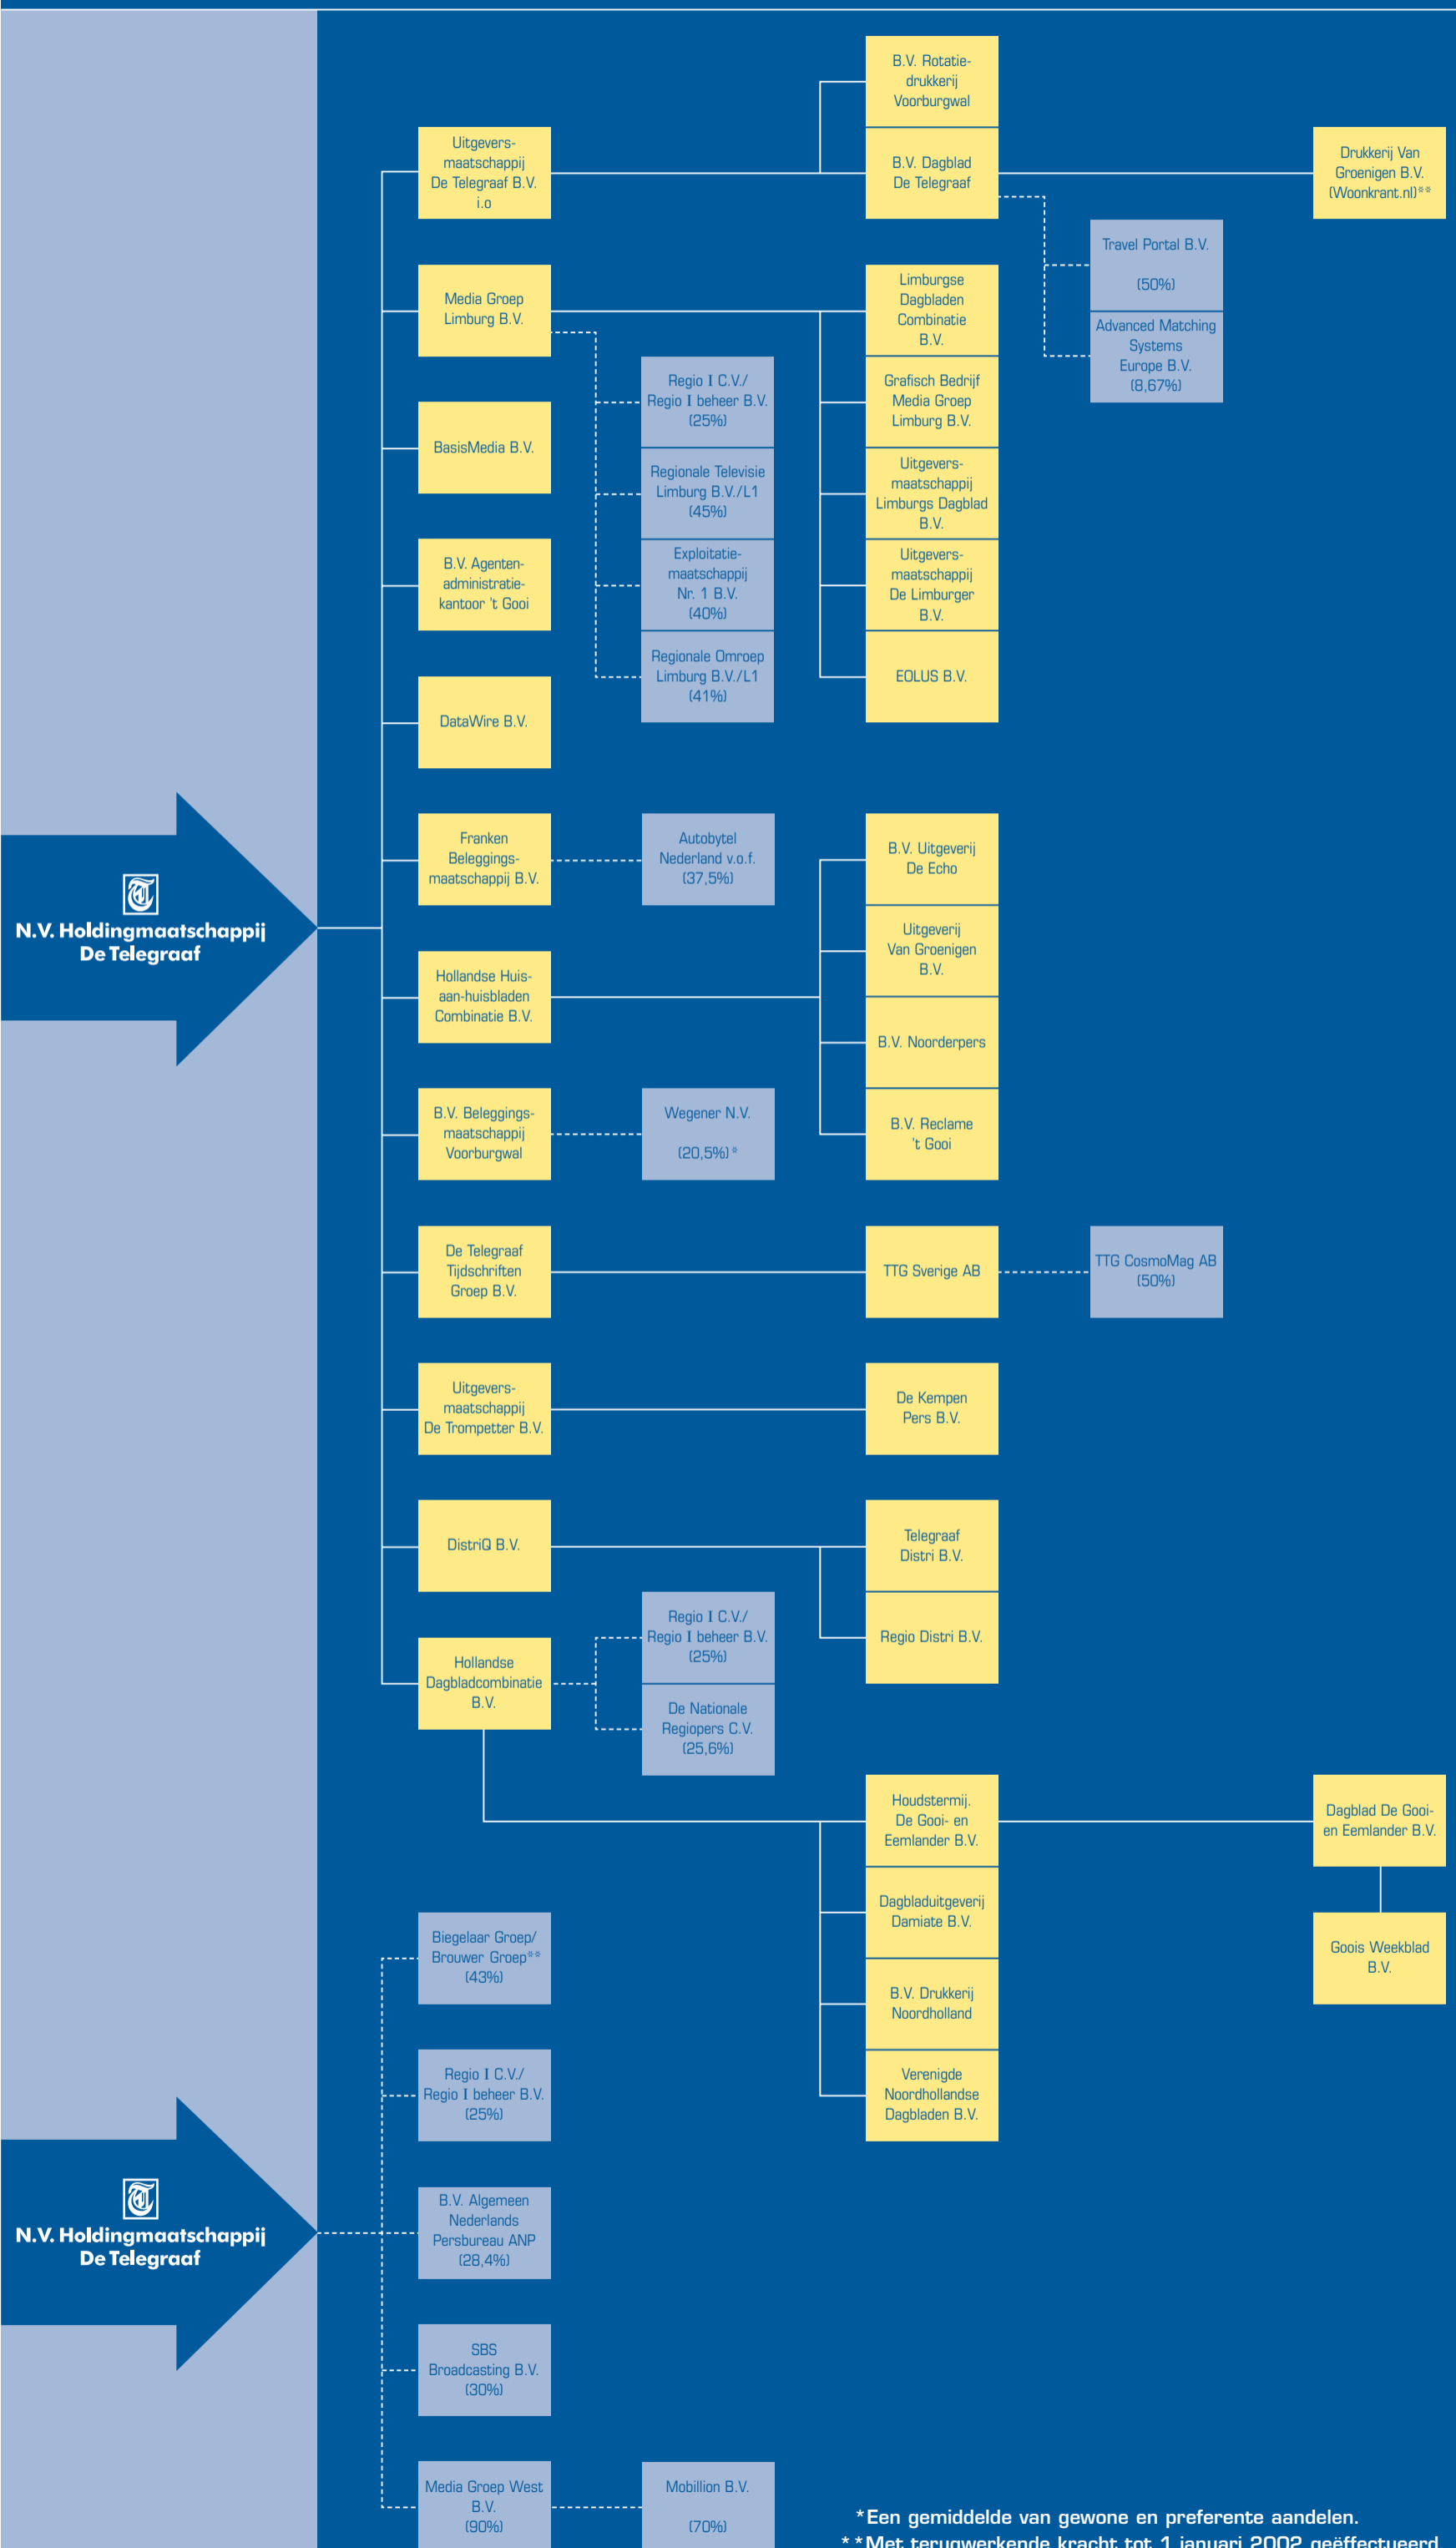 B.V. Rotatie-
drukkerij
Voorburgwal
Uitgevers-
maatschappij
De Telegraaf B.V.
i.o
B.V. Dagblad
De Telegraaf
Drukkerij Van
Groenigen B.V.
(Woonkrant.nl)**
Travel Portal B.V.
(50%)
Advanced Matching
Systems
Europe B.V.
(8,67%)
Media Groep
Limburg B.V.
Limburgse
Dagbladen
Combinatie
B.V.
Regio I C.V./
Regio I beheer B.V.
(25%)
Grafisch Bedrijf
Media Groep
Limburg B.V.
BasisMedia B.V.
Regionale Televisie
Limburg B.V./L1
(45%)
Uitgevers-
maatschappij
Limburgs Dagblad
B.V.
B.V. Agenten-
administratie-
kantoor 't Gooi
Exploitatie-
maatschappij
Nr. 1 B.V.
(40%)
Uitgevers-
maatschappij
De Limburger
B.V.
Regionale Omroep
Limburg B.V./L1
(41%)
EOLUS B.V.
DataWire B.V.
Franken
Beleggings-
maatschappij B.V.
Autobytel
Nederland v.o.f.
(37,5%)
B.V. Uitgeverij
De Echo
N.V. Holdingmaatschappij
De Telegraaf
Uitgeverij
Van Groenigen
B.V.
Hollandse Huis-
aan-huisbladen
Combinatie B.V.
B.V. Noorderpers
B.V. Beleggings-
maatschappij
Voorburgwal
Wegener N.V.
(20,5%)*
B.V. Reclame
't Gooi
De Telegraaf
Tijdschriften
Groep B.V.
TTG Sverige AB
TTG CosmoMag AB
(50%)
Uitgevers-
maatschappij
De Trompetter B.V.
De Kempen
Pers B.V.
DistriQ B.V.
Telegraaf
Distri B.V.
Regio I C.V./
Regio I beheer B.V.
(25%)
Regio Distri B.V.
Hollandse
Dagbladcombinatie
B.V.
De Nationale
Regiopers C.V.
(25,6%)
Houdstermij.
De Gooi- en
Eemlander B.V.
Dagblad De Gooi-
en Eemlander B.V.
Dagbladuitgeverij
Damiate B.V.
Biegelaar Groep/
Brouwer Groep**
(43%)
Goois Weekblad
B.V.
B.V. Drukkerij
Noordholland
Regio I C.V./
Regio I beheer B.V.
(25%)
Verenigde
Noordhollandse
Dagbladen B.V.
N.V. Holdingmaatschappij
De Telegraaf
B.V. Algemeen
Nederlands
Persbureau ANP
(28,4%)
SBS
Broadcasting B.V.
(30%)
Media Groep West
B.V.
(90%)
Mobillion B.V.
(70%)
*Een gemiddelde van gewone en preferente aandelen.
**Met terugwerkende kracht tot 1 januari 2002 geëffectueerd